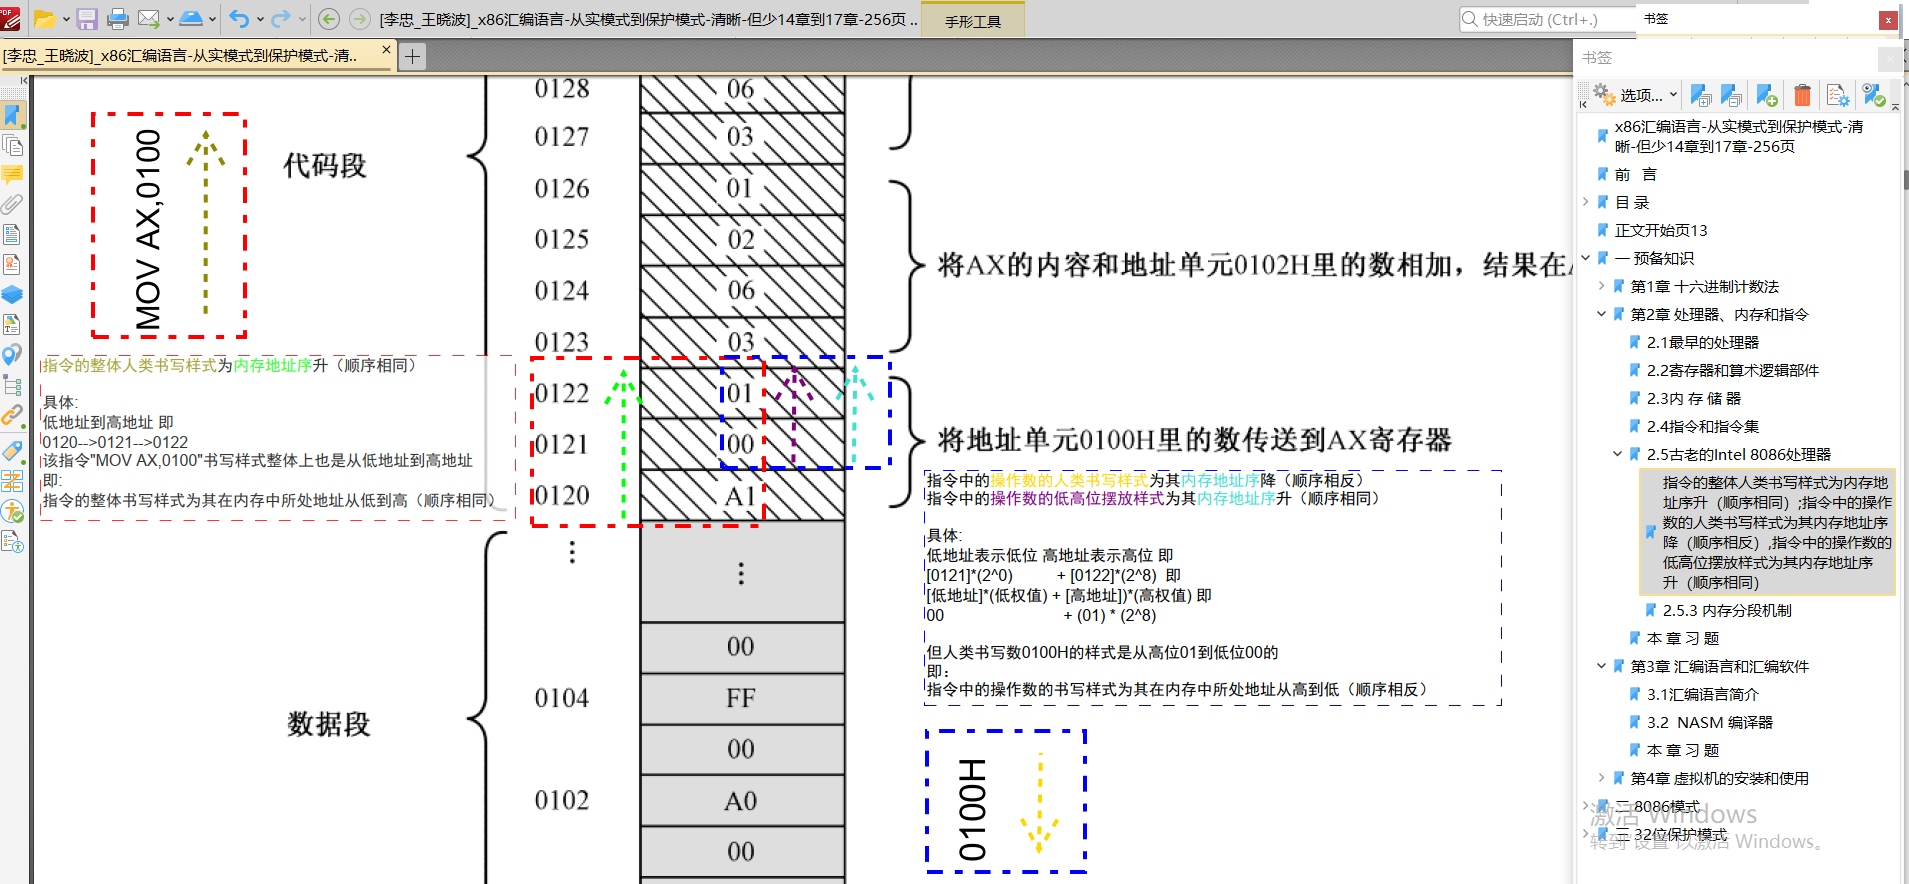 [李忠_王晓波]_x86汇编语言-从实模式到保护模式-清晰-但少14章到17章-256页 ..
手形工具
快速启动 (Ctrl+.)
书签
[李忠_王晓波]_x86汇编语言-从实模式到保护模式-清..
MOV AX,0100
代码段
0128 06
0127 03
0126 01
0125 02
0124 06
0123 03
0122 01
0121 00
0120 A1
⋮ ⋮
00
0104 FF
00
0102 A0
00
数据段
将AX的内容和地址单元0102H里的数相加，结果在
将地址单元0100H里的数传送到AX寄存器
指令的整体人类书写样式为内存地址序升（顺序相同）
具体:
低地址到高地址 即
0120-->0121-->0122
该指令"MOV AX,0100"书写样式整体上也是从低地址到高地址
即:
指令的整体书写样式为其在内存中所处地址从低到高（顺序相同）
指令中的操作数的人类书写样式为其内存地址序降（顺序相反）
指令中的操作数的低高位摆放样式为其内存地址序升（顺序相同）
具体:
低地址表示低位 高地址表示高位 即
[0121]*(2^0) + [0122]*(2^8) 即
[低地址]*(低权值) + [高地址])*(高权值) 即
00 + (01) * (2^8)
但人类书写数0100H的样式是从高位01到低位00的
即：
指令中的操作数的书写样式为其在内存中所处地址从高到低（顺序相反）
0100H
书签
选项...
x86汇编语言-从实模式到保护模式-清
晰-但少14章到17章-256页
前 言
目 录
正文开始页13
一 预备知识
第1章 十六进制计数法
第2章 处理器、内存和指令
2.1最早的处理器
2.2寄存器和算术逻辑部件
2.3内 存 储 器
2.4指令和指令集
2.5古老的Intel 8086处理器
指令的整体人类书写样式为内存地
址序升（顺序相同）;指令中的操作
数的人类书写样式为其内存地址序
降（顺序相反）,指令中的操作数的
低高位摆放样式为其内存地址序
升（顺序相同）
2.5.3 内存分段机制
本 章 习 题
第3章 汇编语言和汇编软件
3.1汇编语言简介
3.2 NASM 编译器
本 章 习 题
第4章 虚拟机的安装和使用
二 8086模式
三 32位保护模式
激活 Windows
转到"设置"以激活 Windows。